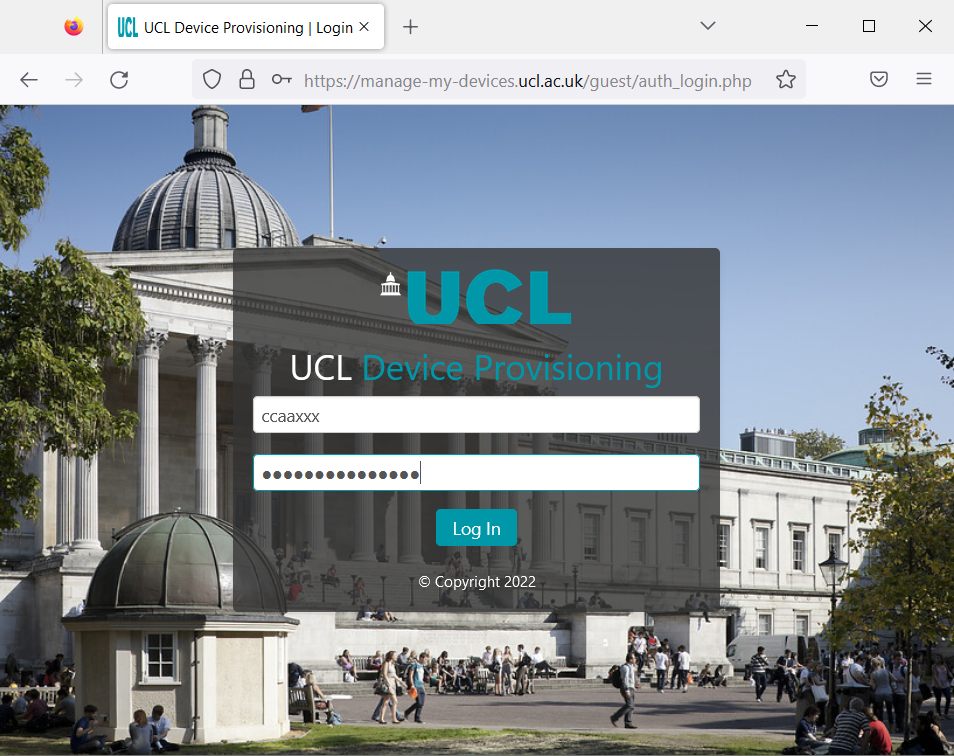 UCL UCL Device Provisioning | Login
https://manage-my-devices.ucl.ac.uk/guest/auth_login.php
UCL
UCL Device Provisioning
ccaaxxx
●●●●●●●●●●●●●●●
Log In
© Copyright 2022